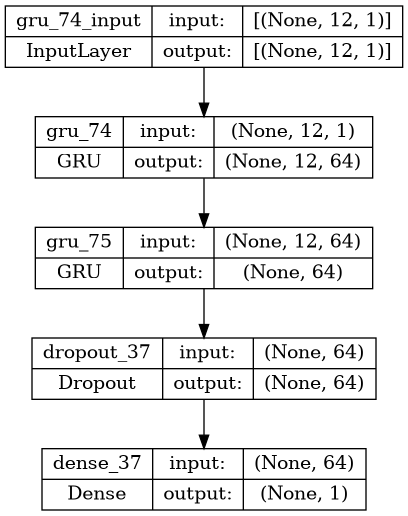 gru_74_input input: [(None, 12, 1)]
InputLayer output: [(None, 12, 1)]
gru_74 input: (None, 12, 1)
GRU output: (None, 12, 64)
gru_75 input: (None, 12, 64)
GRU output: (None, 64)
dropout_37 input: (None, 64)
Dropout output: (None, 64)
dense_37 input: (None, 64)
Dense output: (None, 1)